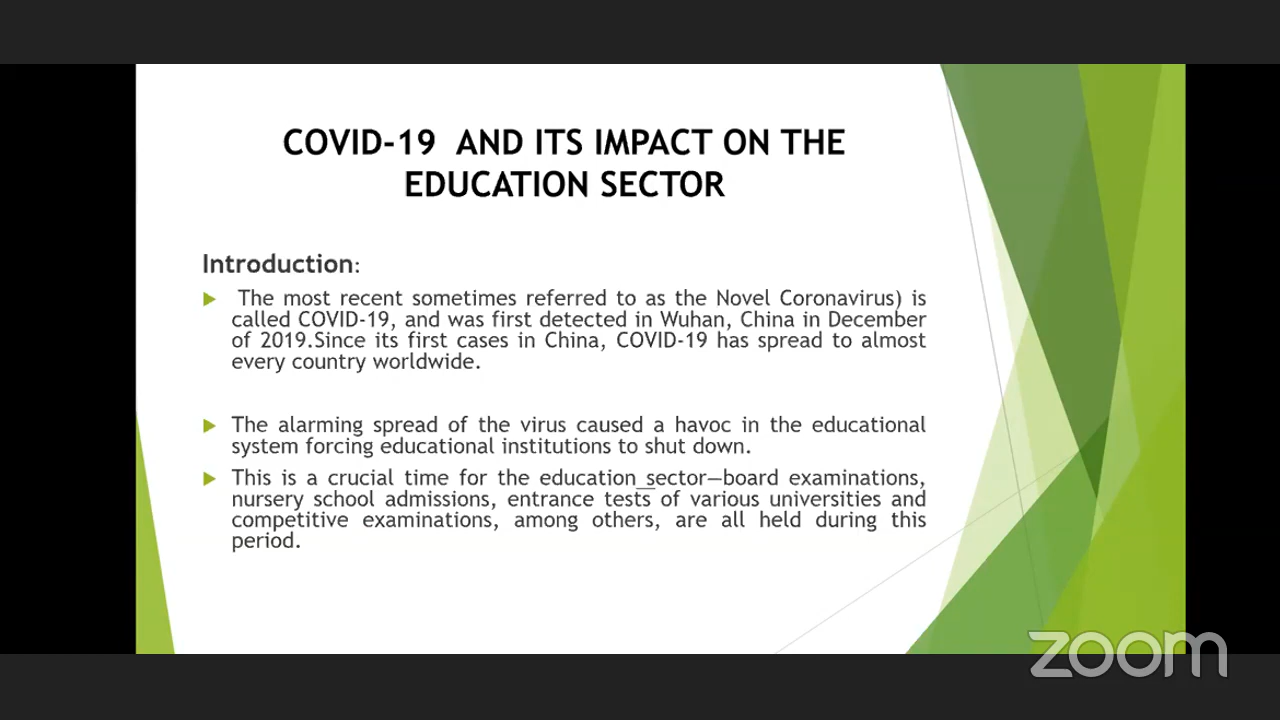 COVID-19 AND ITS IMPACT ON THE
EDUCATION SECTOR
Introduction:
The most recent sometimes referred to as the Novel Coronavirus) is
called COVID-19, and was first detected in Wuhan, China in December
of 2019.Since its first cases in China, COVID-19 has spread to almost
every country worldwide.
The alarming spread of the virus caused a havoc in the educational
system forcing educational institutions to shut down.
This is a crucial time for the education sector—board examinations,
nursery school admissions, entrance tests of various universities and
competitive examinations, among others, are all held during this
period.
zoom